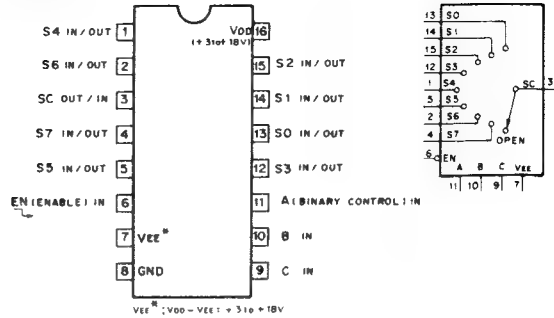 S4 IN/OUT 1
S6 IN/OUT 2
SC OUT/IN 3
S7 IN/OUT 4
S5 IN/OUT 5
EN (ENABLE) IN 6
7 VEE*
8 GND
VDD 16
(+3 to + 18V)
15 S2 IN/OUT
14 S1 IN/OUT
13 S0 IN/OUT
12 S3 IN/OUT
11 A (BINARY CONTROL) IN
10 B IN
9 C IN
VEE* ; VDD - VEE : + 3 to + 18V
13 S0
14 S1
15 S2
12 S3
1 S4
5 S5
2 S6
4 S7
SC 3
OPEN
6 EN
A B C VEE
11 10 9 7